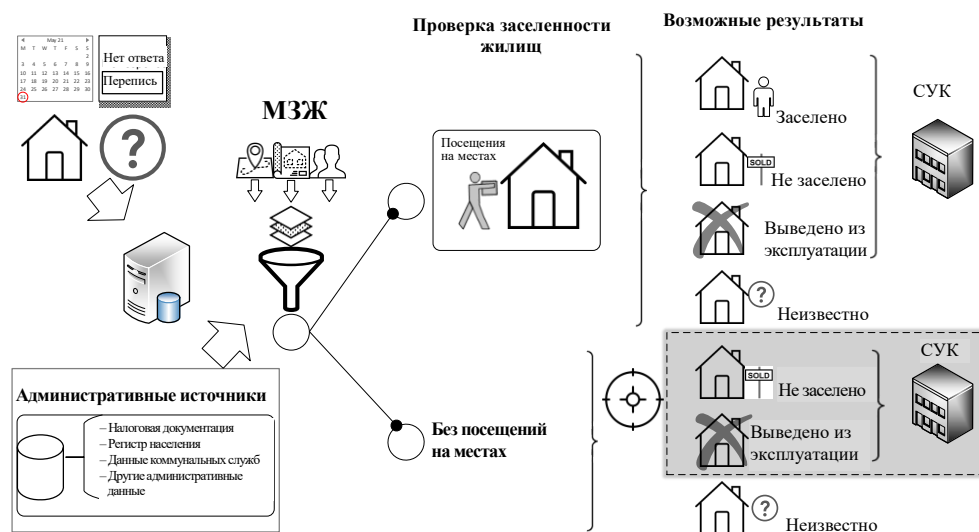 May 21
M T W T F S S
2
3 4 5 6 7 8 9
10 11 12 13 14 15 16
17 18 19 20 21 22 23
24 25 26 27 28 29 30
31
Нет ответа
Перепись
?
МЗЖ
Административные источники
– Налоговая документация
– Регистр населения
– Данные коммунальных служб
– Другие административные
данные
Проверка заселенности
жилищ
Посещения
на местах
Без посещений
на местах
Возможные результаты
Заселено
SOLD
Не заселено
Выведено из
эксплуатации
?
Неизвестно
СУК
SOLD
Не заселено
Выведено из
эксплуатации
СУК
?
Неизвестно